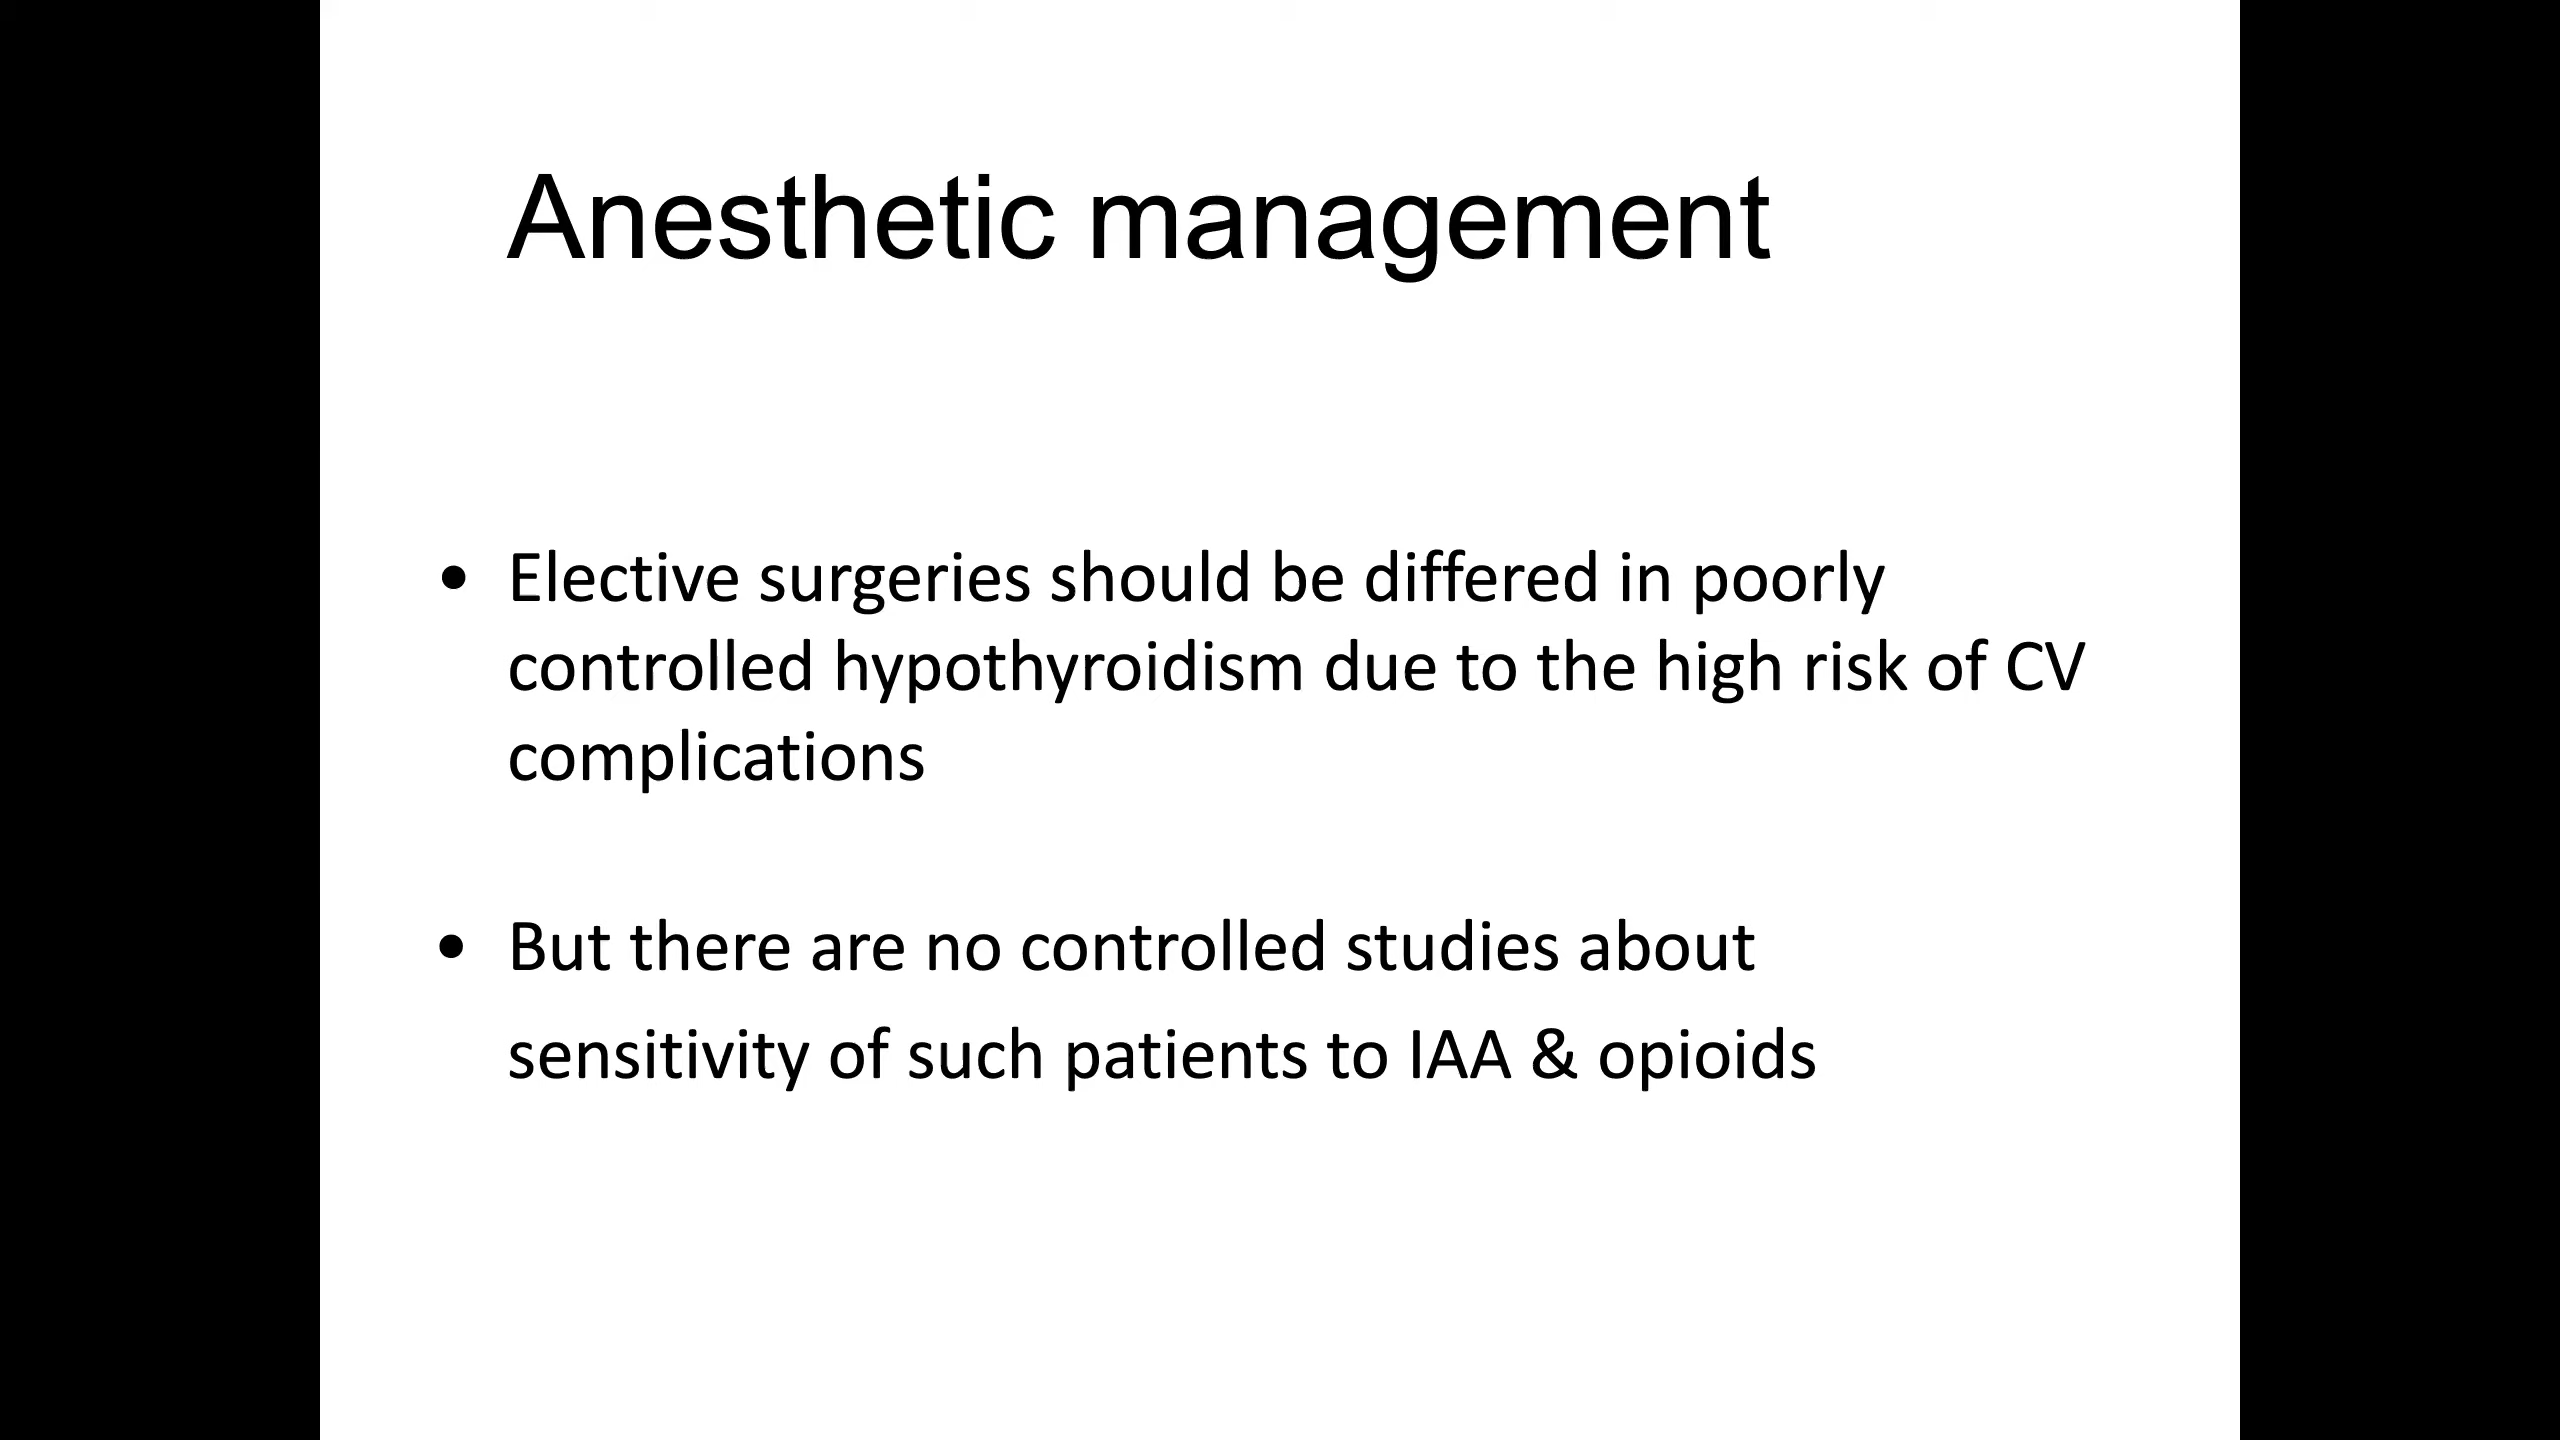 Anesthetic management
• Elective surgeries should be differed in poorly
controlled hypothyroidism due to the high risk of CV
complications
• But there are no controlled studies about
sensitivity of such patients to IAA & opioids